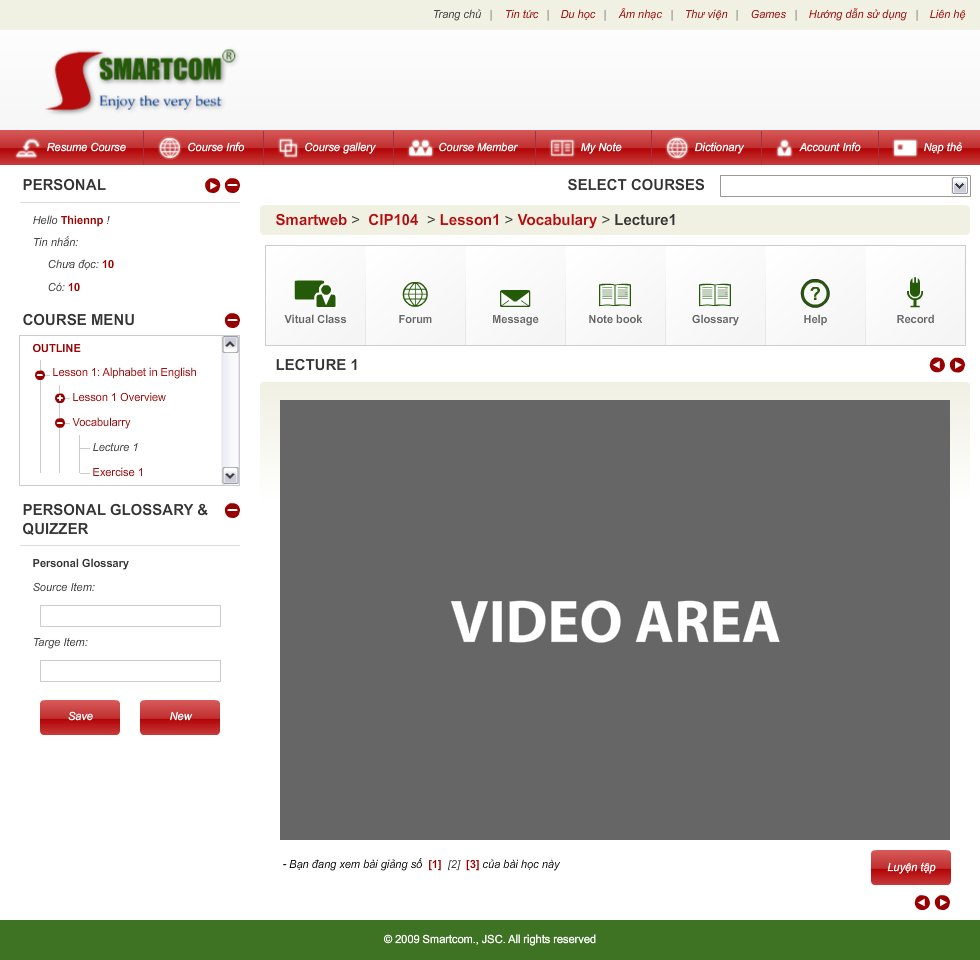 Trang chủ | Tin tức | Du học | Âm nhạc | Thư viện | Games | Hướng dẫn sử dụng | Liên hệ
SMARTCOM®
Enjoy the very best
Resume Course Course Info Course gallery Course Member My Note Dictionary Account Info Nạp thẻ
PERSONAL
Hello Thiennp !
Tin nhắn:
Chưa đọc: 10
Có: 10
COURSE MENU
OUTLINE
Lesson 1: Alphabet in English
Lesson 1 Overview
Vocabularry
Lecture 1
Exercise 1
PERSONAL GLOSSARY &
QUIZZER
Personal Glossary
Source Item:
Targe Item:
Save New
SELECT COURSES
Smartweb > CIP104 > Lesson1 > Vocabulary > Lecture1
Vitual Class Forum Message Note book Glossary Help Record
LECTURE 1
VIDEO AREA
- Bạn đang xem bài giảng số [1] [2] [3] của bài học này
Luyện tập
© 2009 Smartcom., JSC. All rights reserved